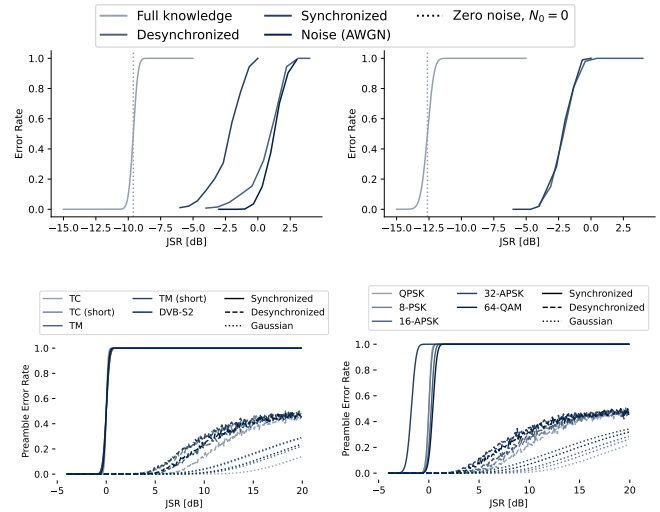 Full knowledge
Desynchronized
Synchronized
Noise (AWGN)
Zero noise, N₀ = 0
1.0
0.8
0.6
0.4
0.2
0.0
Error Rate
−15.0 −12.5 −10.0 −7.5 −5.0 −2.5 0.0 2.5
JSR [dB]
1.0
0.8
0.6
0.4
0.2
0.0
Error Rate
−15.0 −12.5 −10.0 −7.5 −5.0 −2.5 0.0 2.5
JSR [dB]
TC
TC (short)
TM
TM (short)
DVB-S2
Synchronized
Desynchronized
Gaussian
1.0
0.8
0.6
0.4
0.2
0.0
Preamble Error Rate
−5 0 5 10 15 20
JSR [dB]
QPSK
8-PSK
16-APSK
32-APSK
64-QAM
Synchronized
Desynchronized
Gaussian
1.0
0.8
0.6
0.4
0.2
0.0
Preamble Error Rate
−5 0 5 10 15 20
JSR [dB]